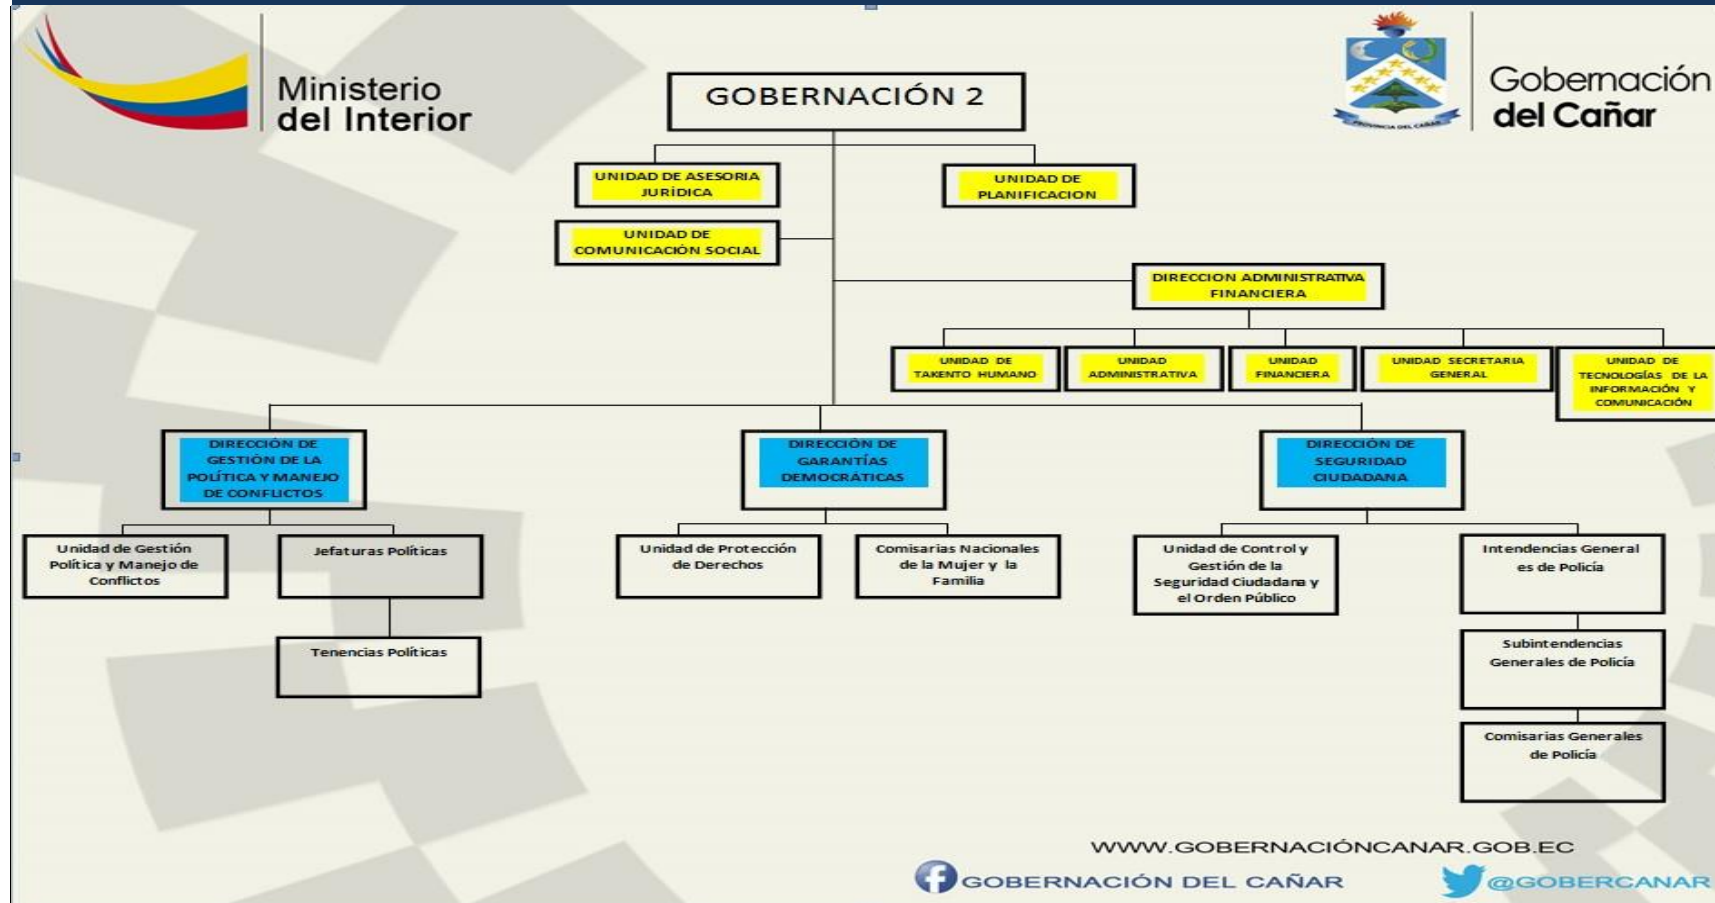 Ministerio
del Interior
GOBERNACIÓN 2
PROVINCIA DEL CAÑAR
Gobernación
del Cañar
UNIDAD DE ASESORIA
JURÍDICA
UNIDAD DE
PLANIFICACION
UNIDAD DE
COMUNICACIÓN SOCIAL
DIRECCION ADMINISTRATIVA
FINANCIERA
UNIDAD DE
TAKENTO HUMANO
UNIDAD
ADMINISTRATIVA
UNIDAD
FINANCIERA
UNIDAD SECRETARIA
GENERAL
UNIDAD DE
TECNOLOGÍAS DE LA
INFORMACIÓN Y
COMUNICACIÓN
DIRECCIÓN DE
GESTIÓN DE LA
POLÍTICA Y MANEJO
DE CONFLICTOS
DIRECCIÓN DE
GARANTÍAS
DEMOCRÁTICAS
DIRECCIÓN DE
SEGURIDAD
CIUDADANA
Unidad de Gestión
Política y Manejo de
Conflictos
Jefaturas Políticas
Unidad de Protección
de Derechos
Comisarias Nacionales
de la Mujer y la
Familia
Unidad de Control y
Gestión de la
Seguridad Ciudadana y
el Orden Público
Intendencias General
es de Policía
Tenencias Políticas
Subintendencias
Generales de Policía
Comisarias Generales
de Policía
WWW.GOBERNACIÓNCANAR.GOB.EC
GOBERNACIÓN DEL CAÑAR
@GOBERCANAR